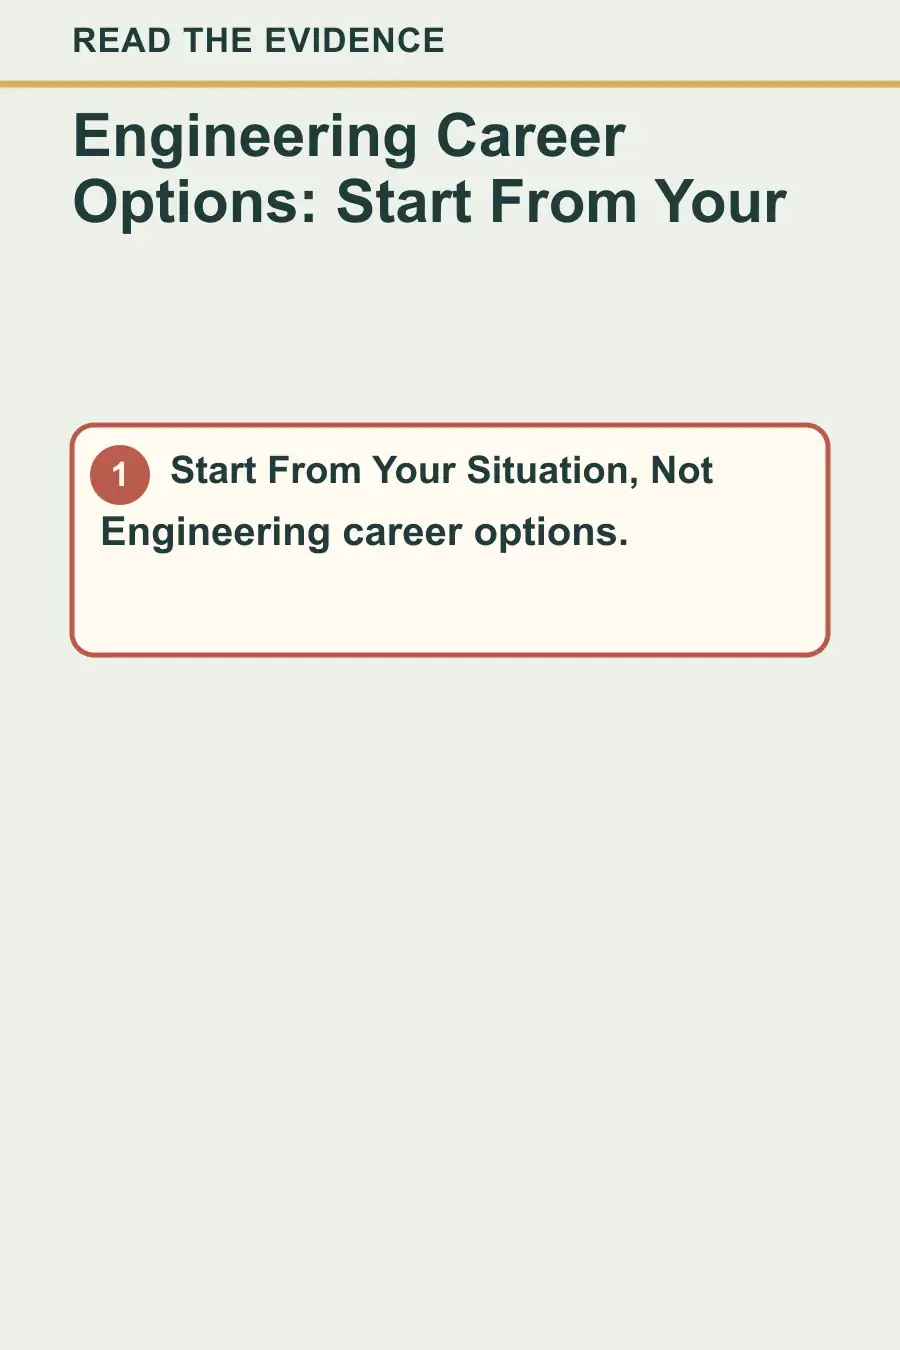 READ THE EVIDENCE
Engineering Career
Options: Start From Your
1 Start From Your Situation, Not
Engineering career options.